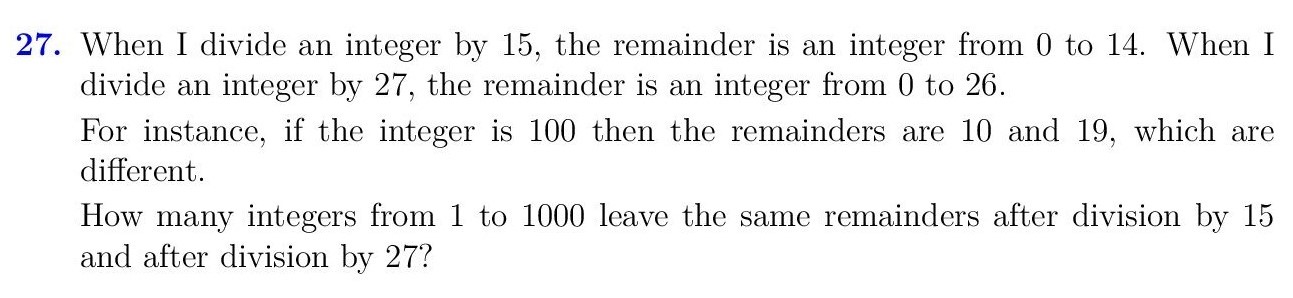 27. When I divide an integer by 15, the remainder is an integer from 0 to 14. When I
divide an integer by 27, the remainder is an integer from 0 to 26.
For instance, if the integer is 100 then the remainders are 10 and 19, which are
different.
How many integers from 1 to 1000 leave the same remainders after division by 15
and after division by 27?